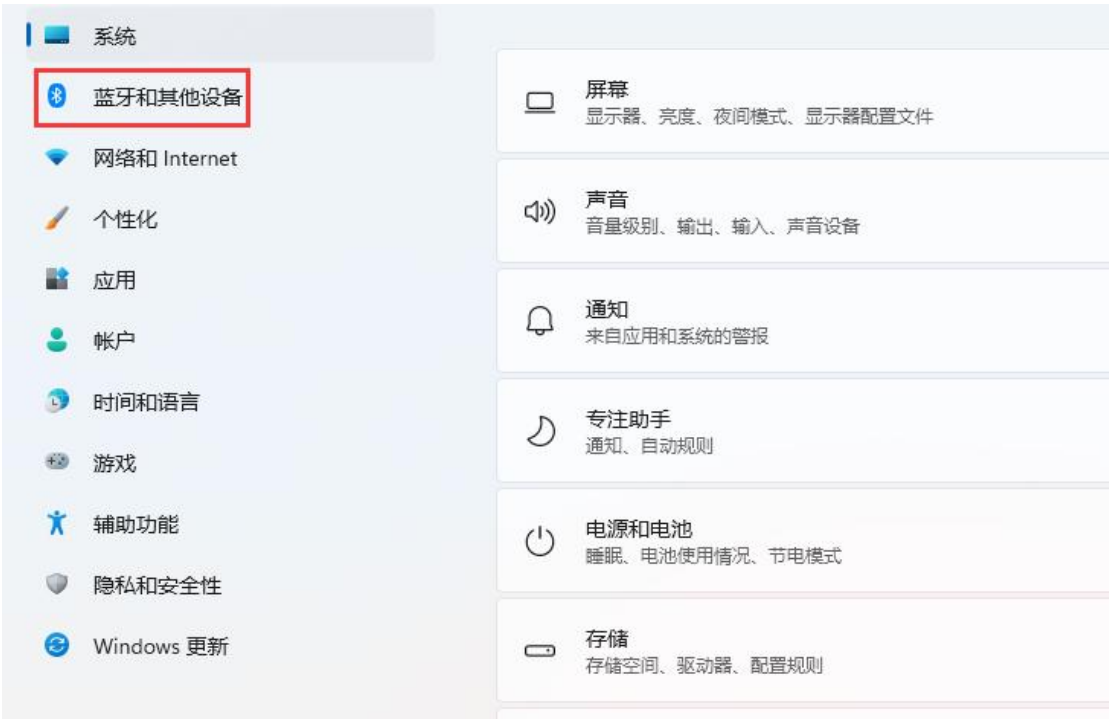 系统
蓝牙和其他设备
网络和 Internet
个性化
应用
帐户
时间和语言
游戏
辅助功能
隐私和安全性
Windows 更新
屏幕
显示器、亮度、夜间模式、显示器配置文件
声音
音量级别、输出、输入、声音设备
通知
来自应用和系统的警报
专注助手
通知、自动规则
电源和电池
睡眠、电池使用情况、节电模式
存储
存储空间、驱动器、配置规则